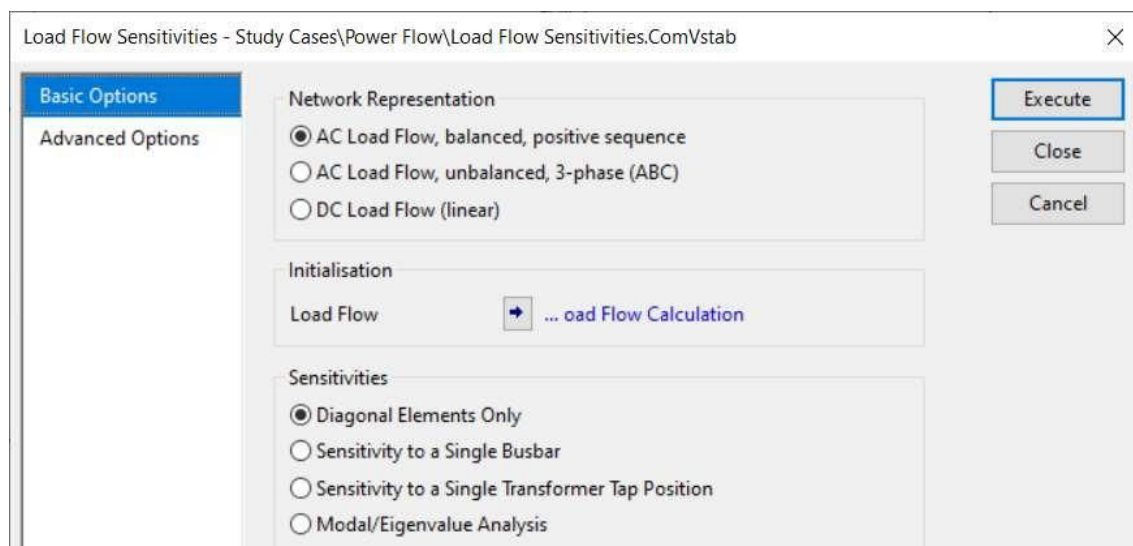 Load Flow Sensitivities - Study Cases\Power Flow\Load Flow Sensitivities.ComVstab
Basic Options
Advanced Options
Network Representation
AC Load Flow, balanced, positive sequence
AC Load Flow, unbalanced, 3-phase (ABC)
DC Load Flow (linear)
Initialisation
Load Flow ... oad Flow Calculation
Sensitivities
Diagonal Elements Only
Sensitivity to a Single Busbar
Sensitivity to a Single Transformer Tap Position
Modal/Eigenvalue Analysis
Execute
Close
Cancel